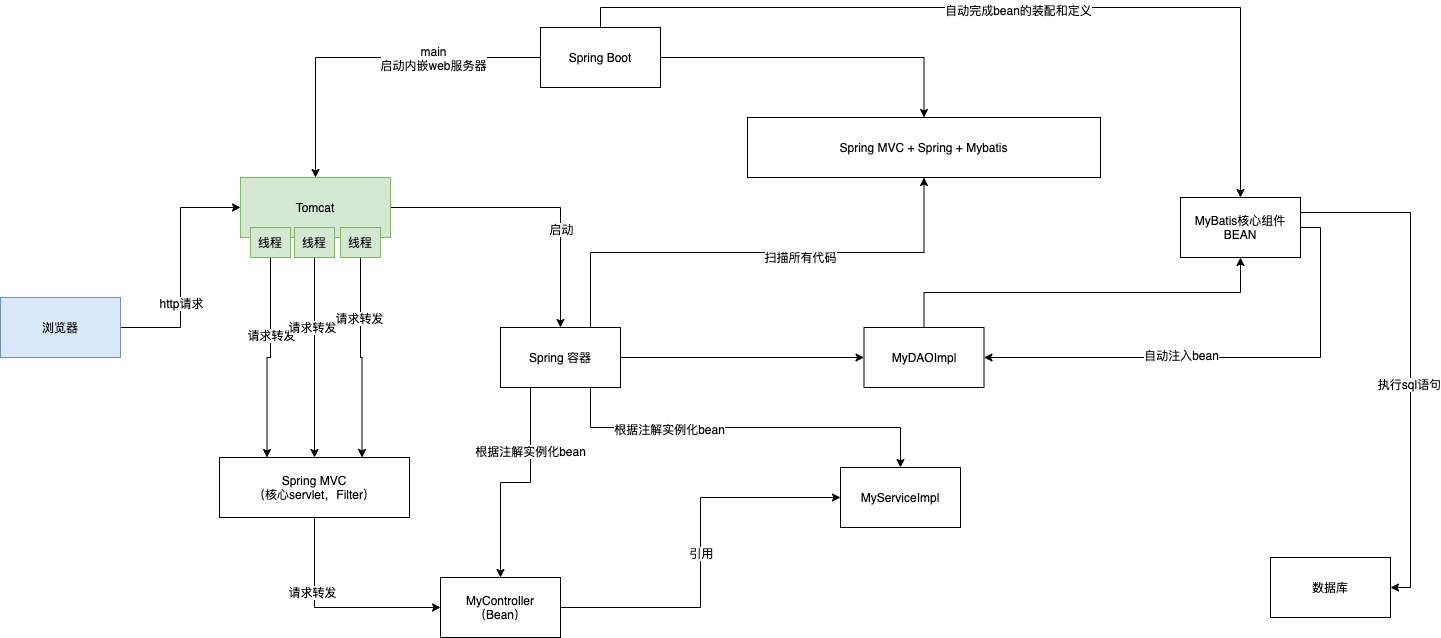 自动完成bean的装配和定义
main
启动内嵌web服务器
Spring Boot
Spring MVC + Spring + Mybatis
Tomcat
线程
线程
线程
启动
MyBatis核心组件
BEAN
扫描所有代码
http请求
浏览器
请求转发
请求转发
请求转发
Spring 容器
MyDAOImpl
自动注入bean
执行sql语句
根据注解实例化bean
根据注解实例化bean
Spring MVC
（核心servlet，Filter）
MyServiceImpl
引用
请求转发
MyController
（Bean）
数据库